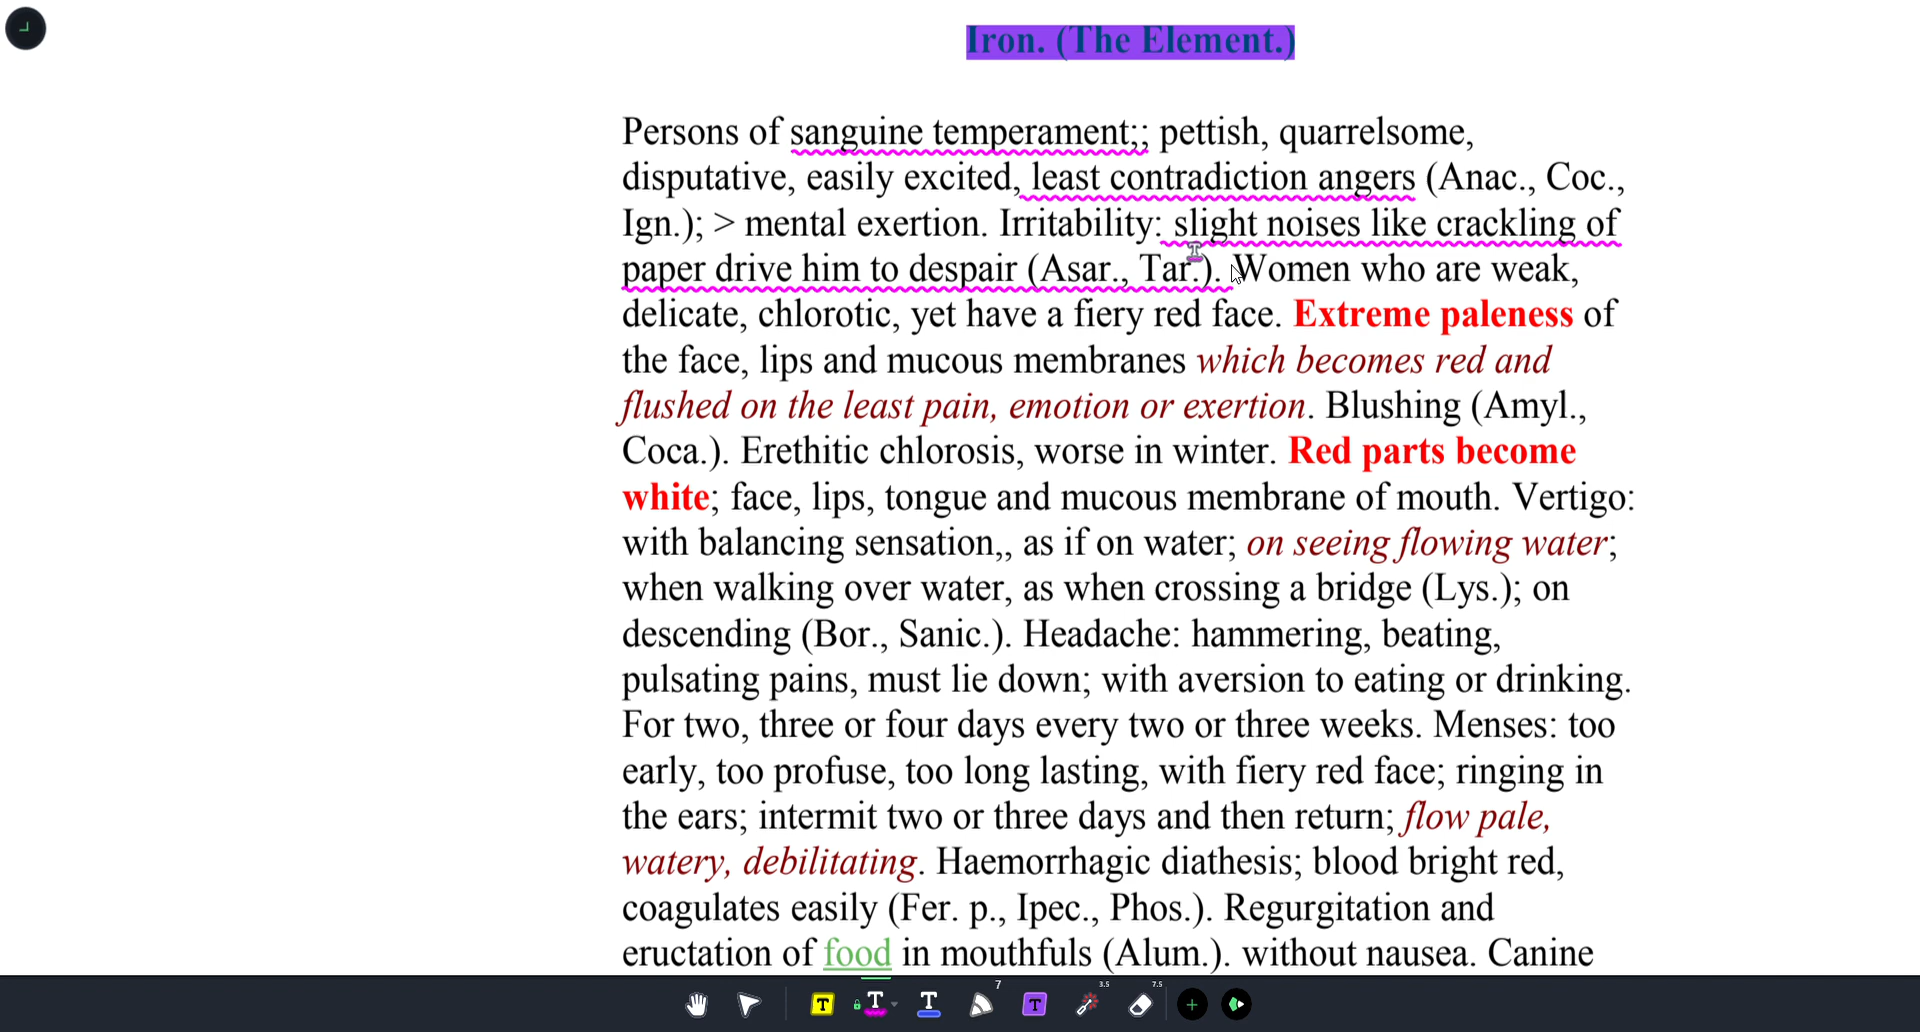 Iron. (The Element.)
Persons of sanguine temperament;; pettish, quarrelsome,
disputative, easily excited, least contradiction angers (Anac., Coc.,
Ign.); > mental exertion. Irritability: slight noises like crackling of
paper drive him to despair (Asar., Tar.). Women who are weak,
delicate, chlorotic, yet have a fiery red face. Extreme paleness of
the face, lips and mucous membranes which becomes red and
flushed on the least pain, emotion or exertion. Blushing (Amyl.,
Coca.). Erethitic chlorosis, worse in winter. Red parts become
white; face, lips, tongue and mucous membrane of mouth. Vertigo:
with balancing sensation,, as if on water; on seeing flowing water;
when walking over water, as when crossing a bridge (Lys.); on
descending (Bor., Sanic.). Headache: hammering, beating,
pulsating pains, must lie down; with aversion to eating or drinking.
For two, three or four days every two or three weeks. Menses: too
early, too profuse, too long lasting, with fiery red face; ringing in
the ears; intermit two or three days and then return; flow pale,
watery, debilitating. Haemorrhagic diathesis; blood bright red,
coagulates easily (Fer. p., Ipec., Phos.). Regurgitation and
eructation of food in mouthfuls (Alum.). without nausea. Canine
T T T 7 T 3.5 7.5